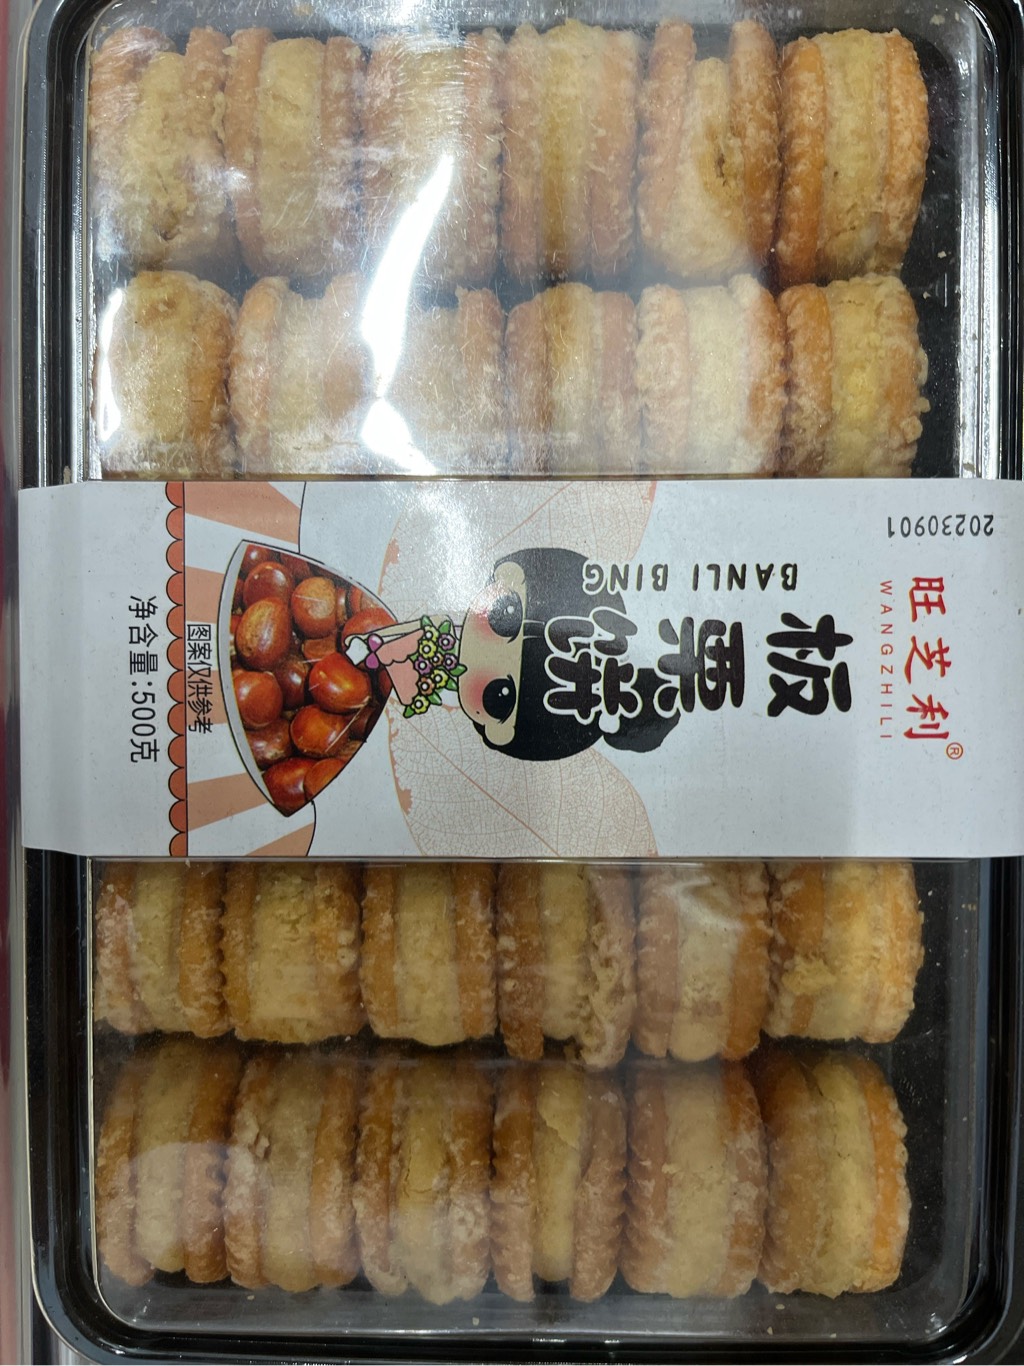 旺芝利®
WANGZHILI
20230901
板栗饼
BANLI BING
图案仅供参考
净含量:500克